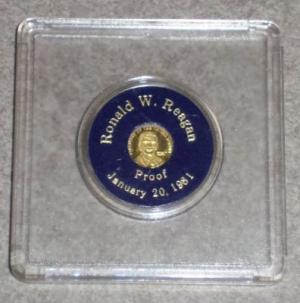 Ronald W. Reagan
Proof
January 20, 1981